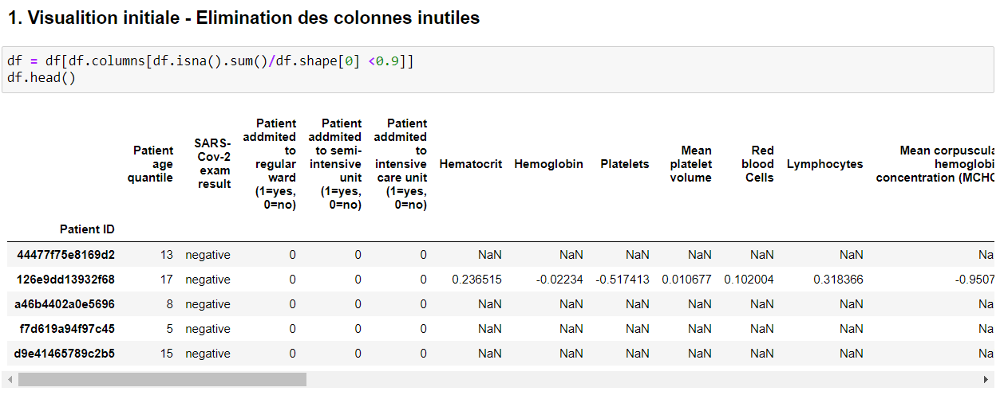 1. Visualition initiale - Elimination des colonnes inutiles
df = df[df.columns[df.isna().sum()/df.shape[0] <0.9]]
df.head()
Patient age quantile SARS-Cov-2 exam result Patient addmited to regular ward (1=yes, 0=no) Patient addmited to semi-intensive unit (1=yes, 0=no) Patient addmited to intensive care unit (1=yes, 0=no) Hematocrit Hemoglobin Platelets Mean platelet volume Red blood Cells Lymphocytes Mean corpuscula hemoglobi concentration (MCHC
Patient ID
44477f75e8169d2 13 negative 0 0 0 NaN NaN NaN NaN NaN NaN Na
126e9dd13932f68 17 negative 0 0 0 0.236515 -0.02234 -0.517413 0.010677 0.102004 0.318366 -0.9507
a46b4402a0e5696 8 negative 0 0 0 NaN NaN NaN NaN NaN NaN Na
f7d619a94f97c45 5 negative 0 0 0 NaN NaN NaN NaN NaN NaN Na
d9e41465789c2b5 15 negative 0 0 0 NaN NaN NaN NaN NaN NaN Na